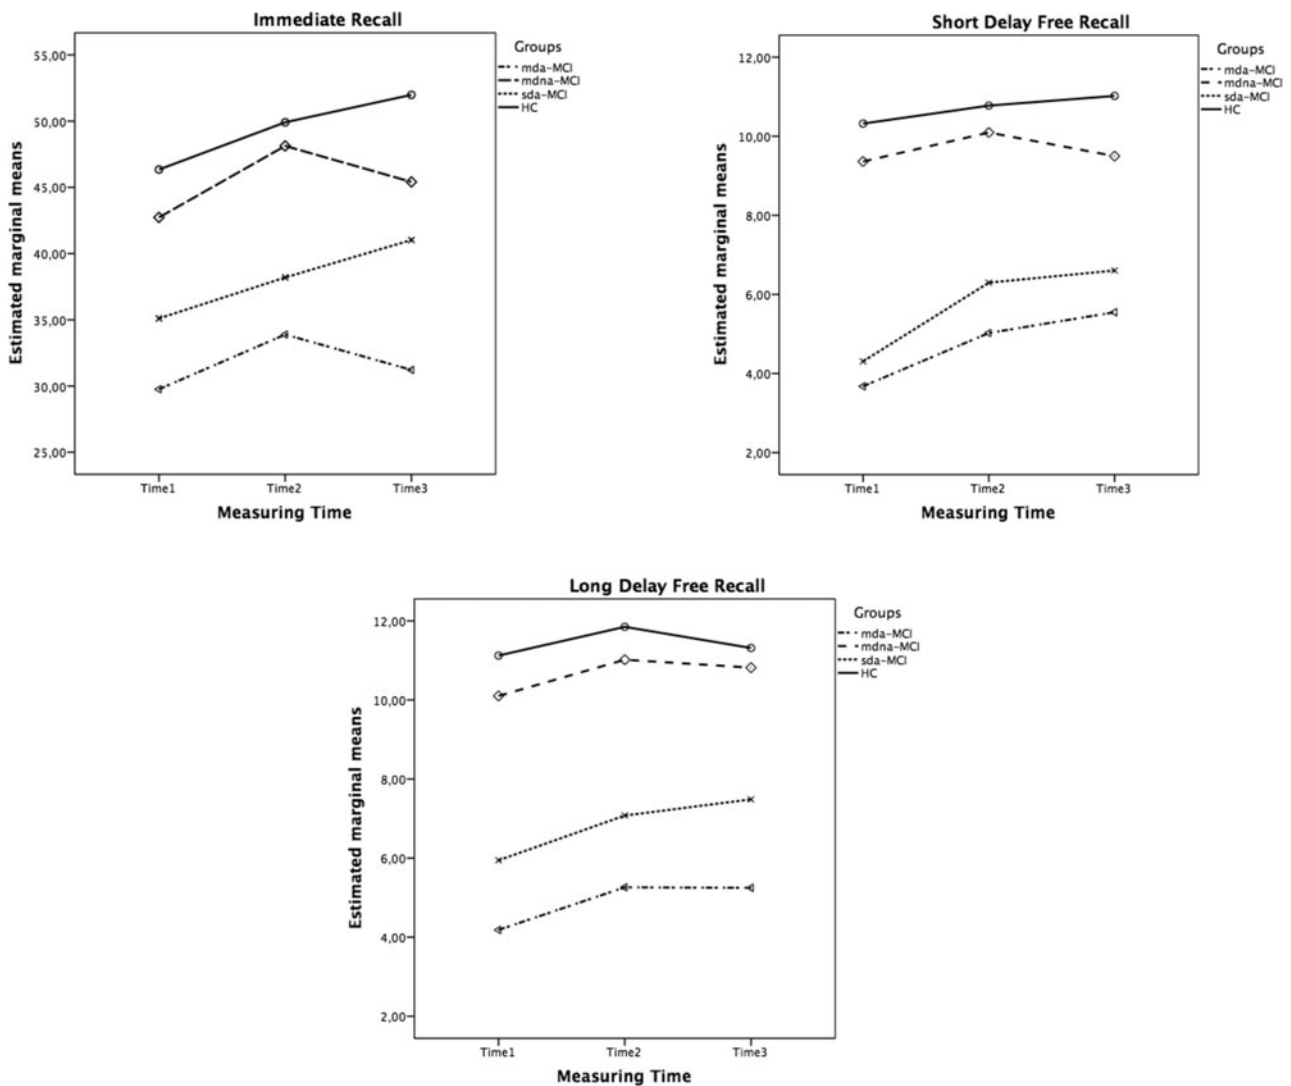 Immediate Recall
Estimated marginal means
55,00
50,00
45,00
40,00
35,00
30,00
25,00
Time1 Time2 Time3
Measuring Time
Groups
mda-MCI
mdna-MCI
sda-MCI
HC
Short Delay Free Recall
Estimated marginal means
12,00
10,00
8,00
6,00
4,00
2,00
Time1 Time2 Time3
Measuring Time
Groups
mda-MCI
mdna-MCI
sda-MCI
HC
Long Delay Free Recall
Estimated marginal means
12,00
10,00
8,00
6,00
4,00
2,00
Time1 Time2 Time3
Measuring Time
Groups
mda-MCI
mdna-MCI
sda-MCI
HC